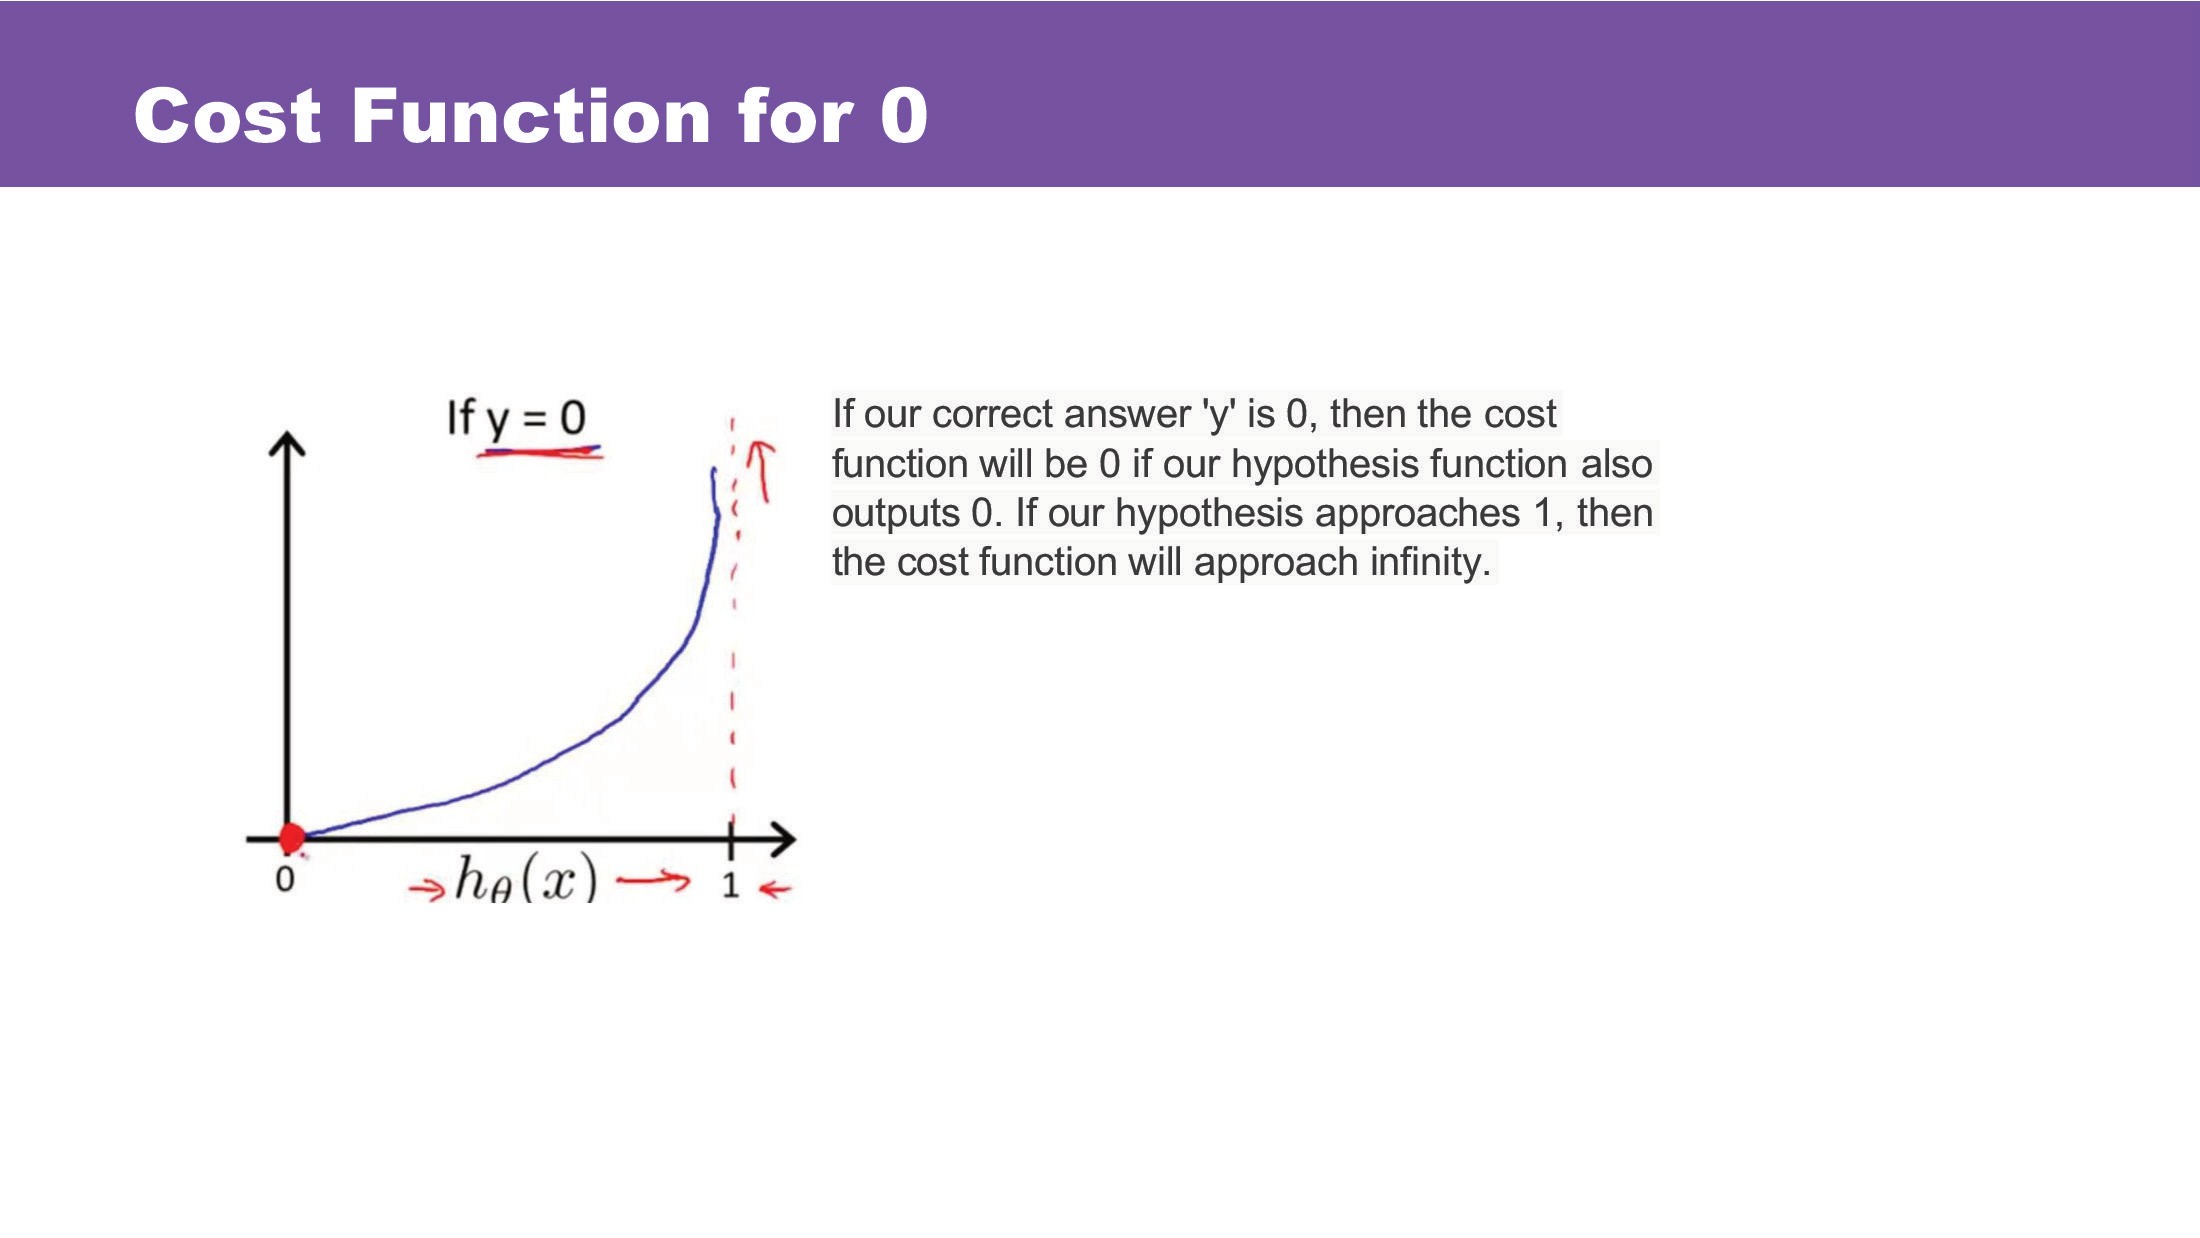 Cost Function for 0
If y = 0
If our correct answer 'y' is 0, then the cost
function will be 0 if our hypothesis function also
outputs 0. If our hypothesis approaches 1, then
the cost function will approach infinity.
0 → hθ(x) → 1 ←